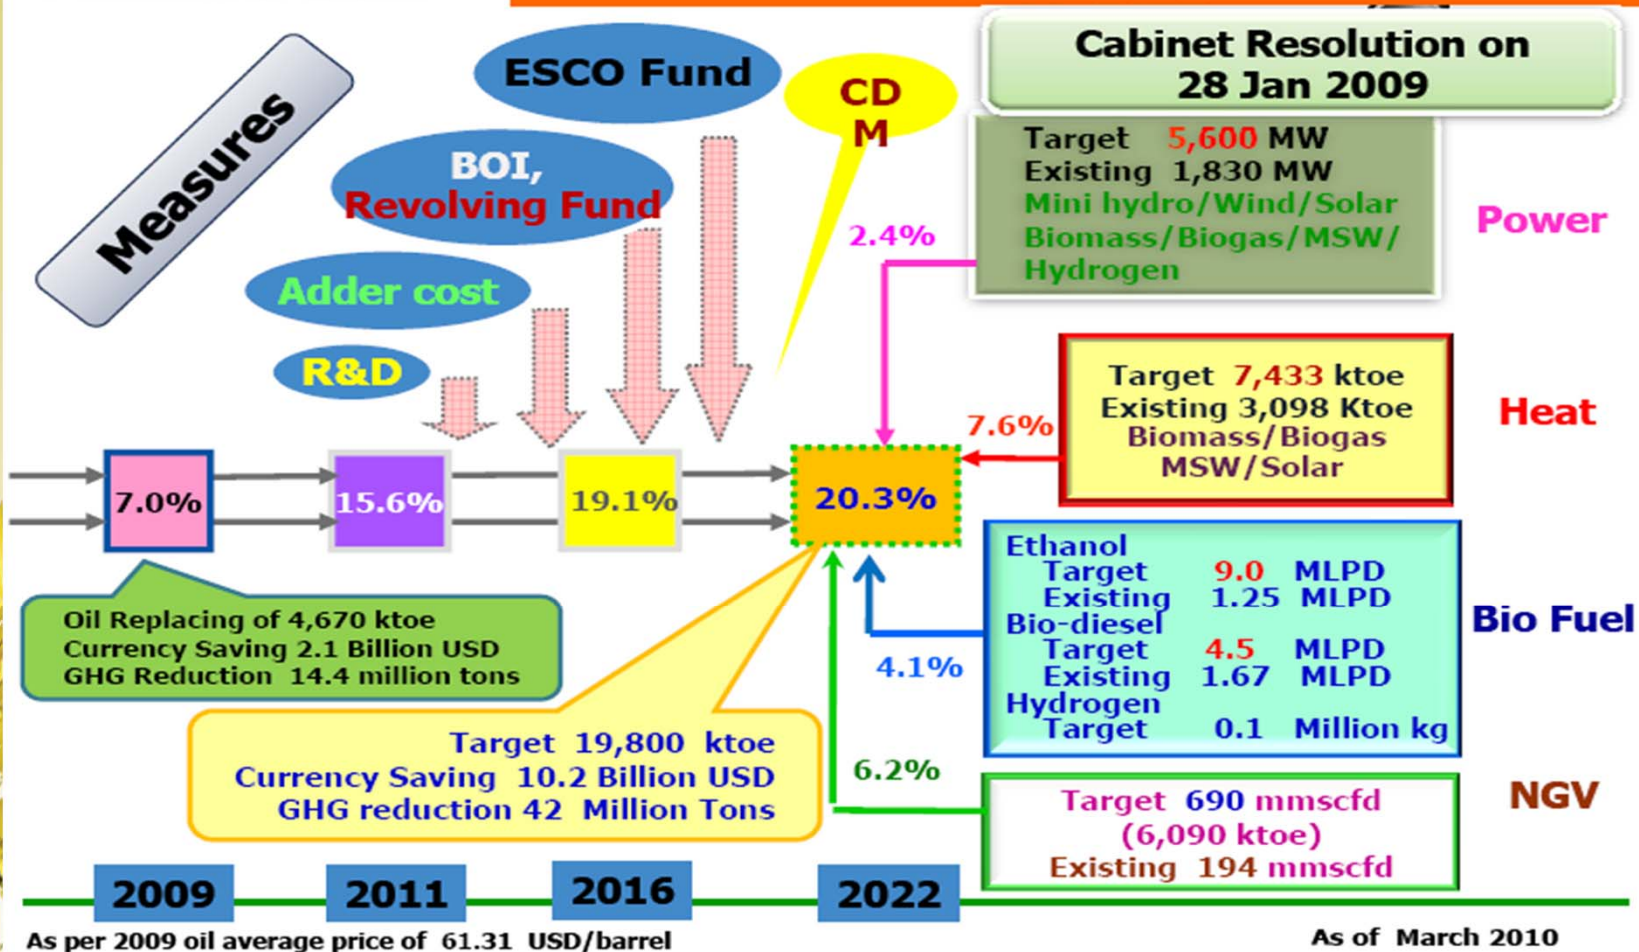 Measures
ESCO Fund
CD
M
BOI,
Revolving Fund
Adder cost
R&D
Cabinet Resolution on
28 Jan 2009
Target 5,600 MW
Existing 1,830 MW
Mini hydro/Wind/Solar
Biomass/Biogas/MSW/
Hydrogen
Power
2.4%
Target 7,433 ktoe
Existing 3,098 Ktoe
Biomass/Biogas
MSW/Solar
Heat
7.6%
7.0%
15.6%
19.1%
20.3%
Ethanol
Target 9.0 MLPD
Existing 1.25 MLPD
Bio-diesel
Target 4.5 MLPD
Existing 1.67 MLPD
Hydrogen
Target 0.1 Million kg
Bio Fuel
4.1%
Oil Replacing of 4,670 ktoe
Currency Saving 2.1 Billion USD
GHG Reduction 14.4 million tons
Target 19,800 ktoe
Currency Saving 10.2 Billion USD
GHG reduction 42 Million Tons
6.2%
Target 690 mmscfd
(6,090 ktoe)
Existing 194 mmscfd
NGV
2009
2011
2016
2022
As per 2009 oil average price of 61.31 USD/barrel
As of March 2010